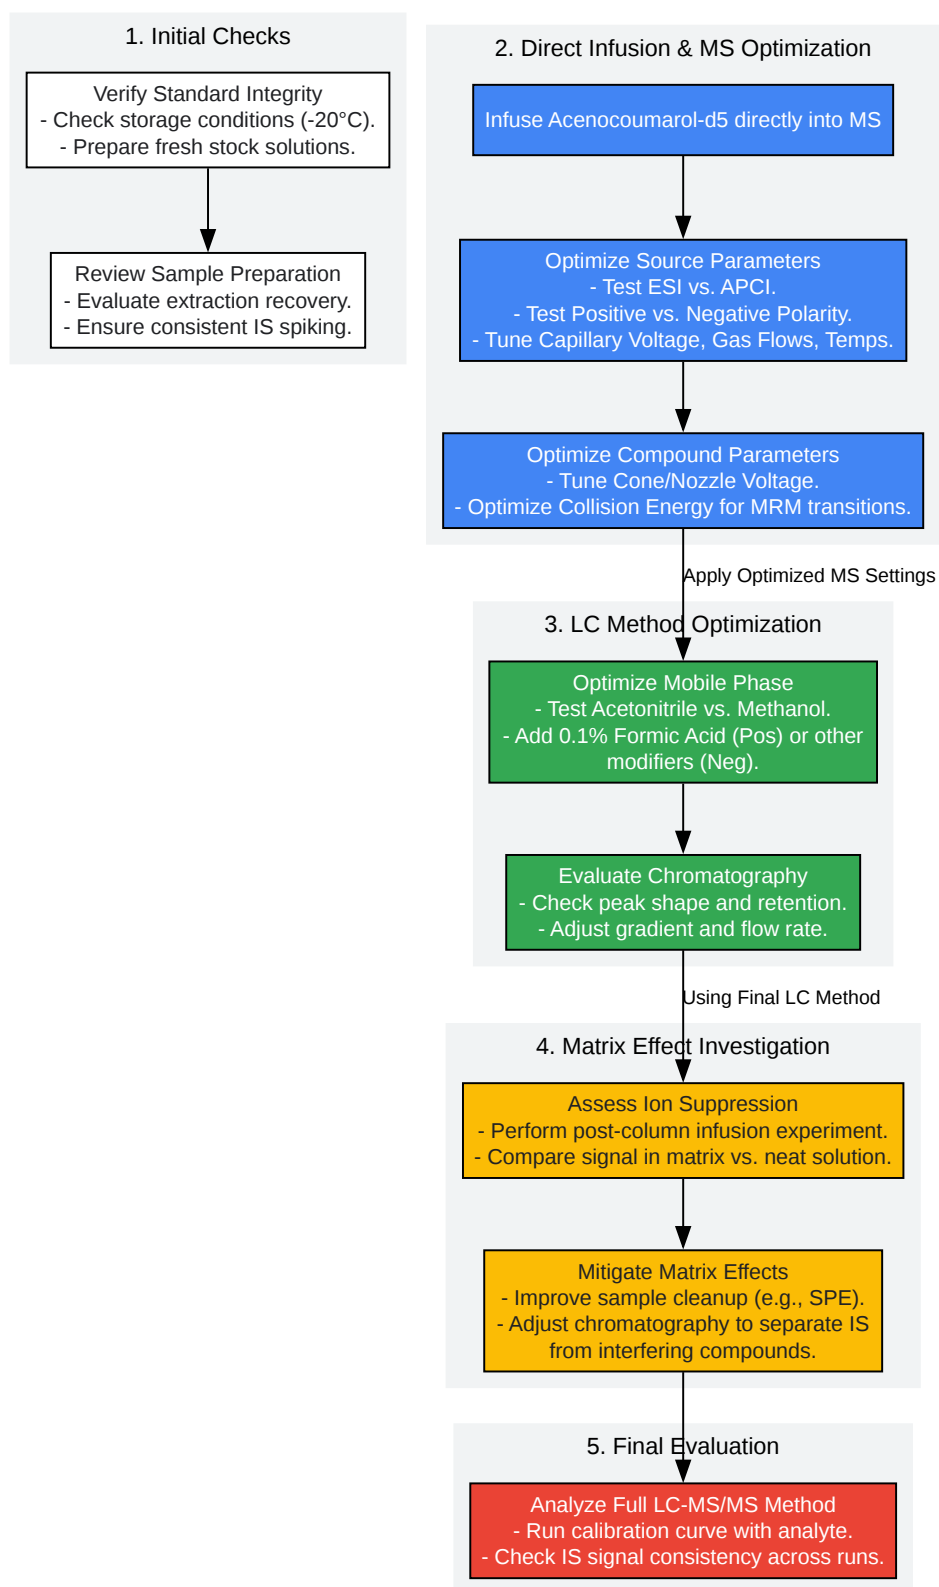 1. Initial Checks
Verify Standard Integrity
- Check storage conditions (-20°C).
- Prepare fresh stock solutions.
Review Sample Preparation
- Evaluate extraction recovery.
- Ensure consistent IS spiking.
2. Direct Infusion & MS Optimization
Infuse Acenocoumarol-d5 directly into MS
Optimize Source Parameters
- Test ESI vs. APCI.
- Test Positive vs. Negative Polarity.
- Tune Capillary Voltage, Gas Flows, Temps.
Optimize Compound Parameters
- Tune Cone/Nozzle Voltage.
- Optimize Collision Energy for MRM transitions.
Apply Optimized MS Settings
3. LC Method Optimization
Optimize Mobile Phase
- Test Acetonitrile vs. Methanol.
- Add 0.1% Formic Acid (Pos) or other
modifiers (Neg).
Evaluate Chromatography
- Check peak shape and retention.
- Adjust gradient and flow rate.
Using Final LC Method
4. Matrix Effect Investigation
Assess Ion Suppression
- Perform post-column infusion experiment.
- Compare signal in matrix vs. neat solution.
Mitigate Matrix Effects
- Improve sample cleanup (e.g., SPE).
- Adjust chromatography to separate IS
from interfering compounds.
5. Final Evaluation
Analyze Full LC-MS/MS Method
- Run calibration curve with analyte.
- Check IS signal consistency across runs.